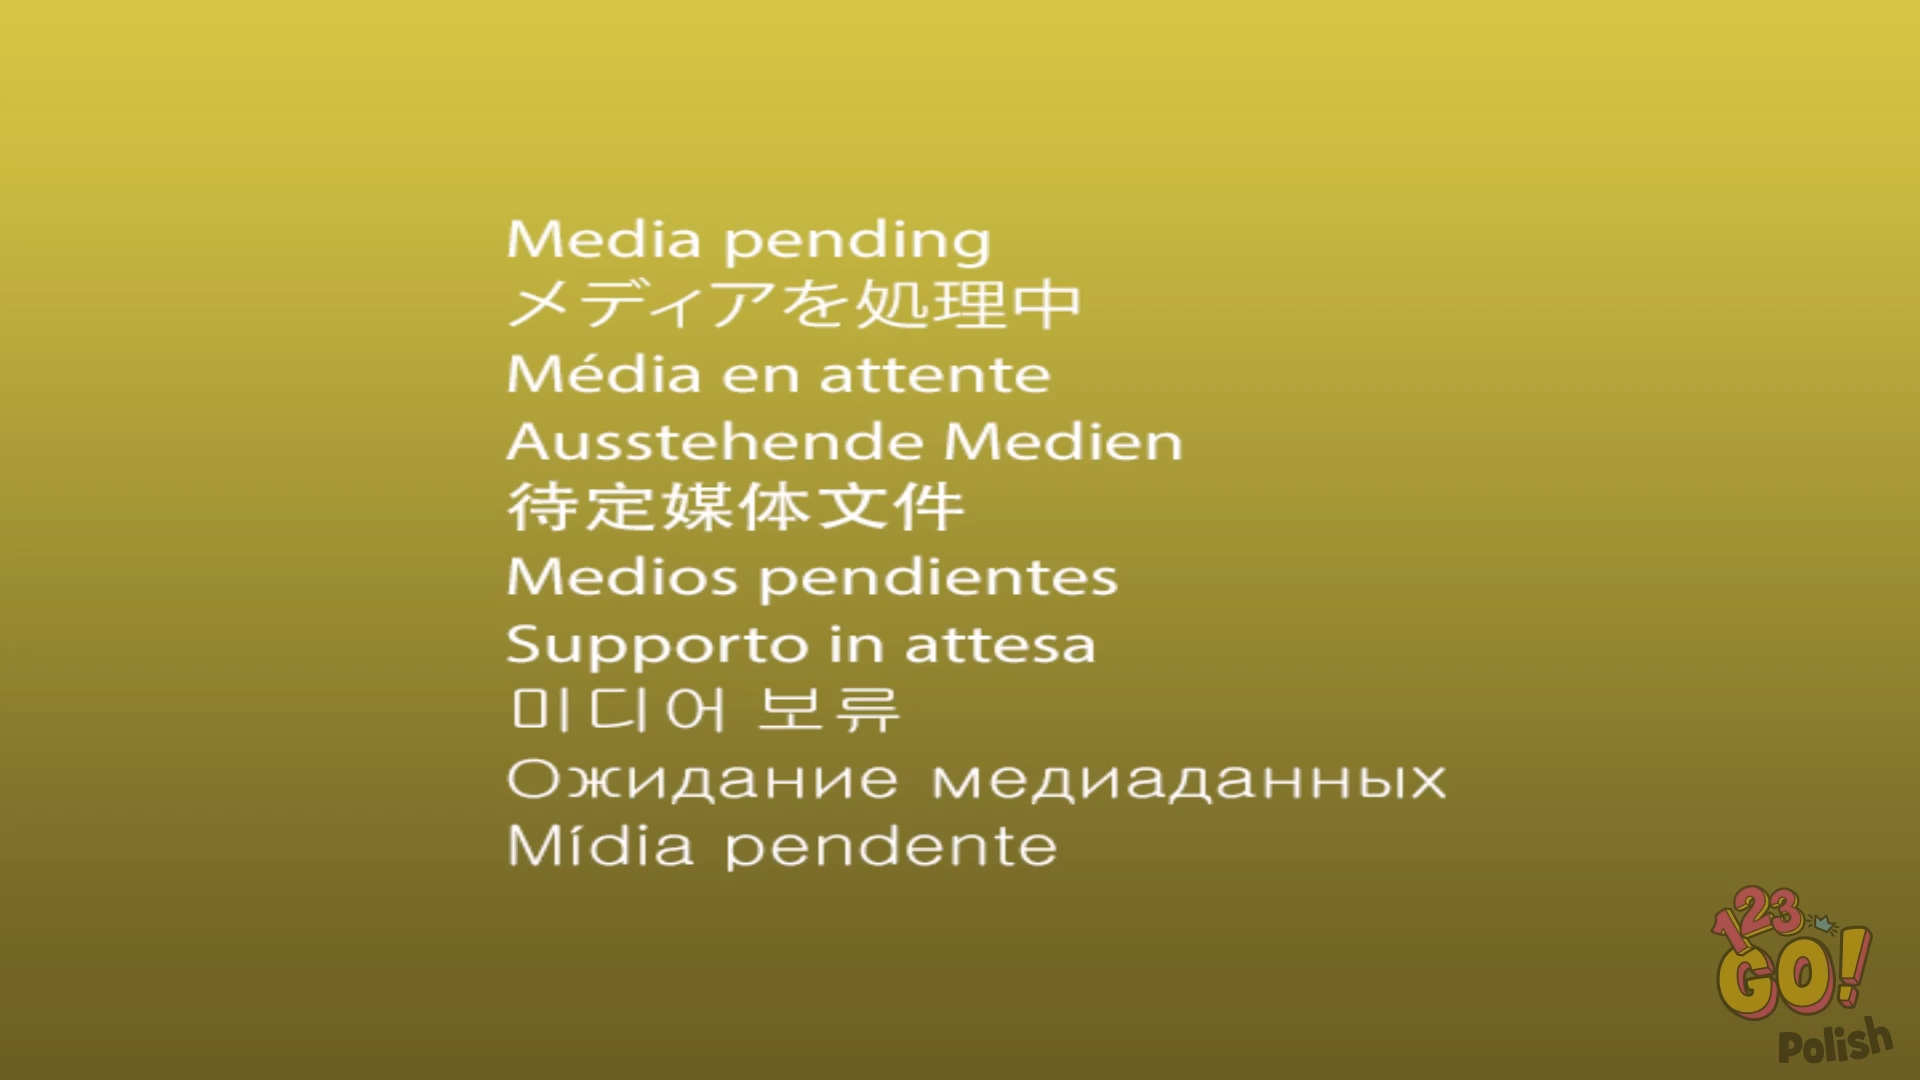 Media pending
メディアを処理中
Média en attente
Ausstehende Medien
待定媒体文件
Medios pendientes
Supporto in attesa
미디어 보류
Ожидание медиаданных
Mídia pendente
123
GO!
Polish